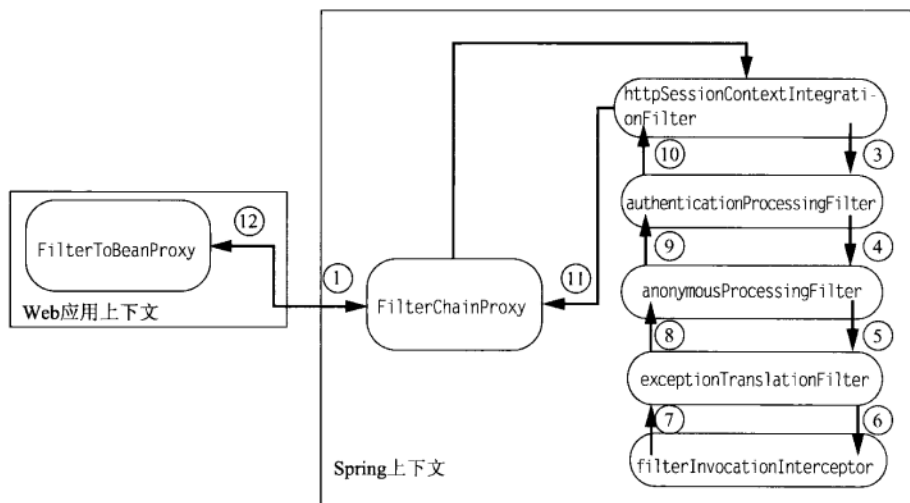 httpSessionContextIntegrati-
onFilter
⑩
③
authenticationProcessingFilter
⑫
FilterToBeanProxy
Web应用上下文
①
FilterChainProxy
⑪
⑨
④
anonymousProcessingFilter
⑧
⑤
exceptionTranslationFilter
⑦
⑥
filterInvocationInterceptor
Spring上下文